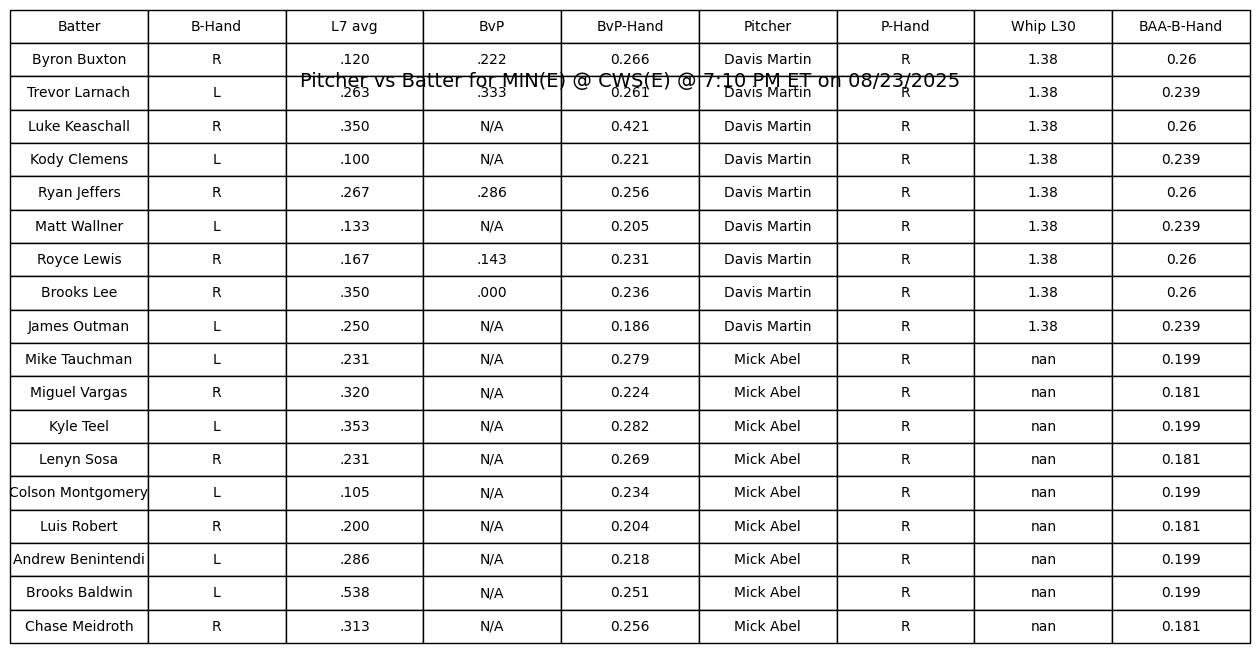 Batter B-Hand L7 avg BvP BvP-Hand Pitcher P-Hand Whip L30 BAA-B-Hand
Byron Buxton R .120 .222 0.266 Davis Martin R 1.38 0.26
Pitcher vs Batter for MIN(E) @ CWS(E) @ 7:10 PM ET on 08/23/2025
Trevor Larnach L .263 .333 0.261 Davis Martin R 1.38 0.239
Luke Keaschall R .350 N/A 0.421 Davis Martin R 1.38 0.26
Kody Clemens L .100 N/A 0.221 Davis Martin R 1.38 0.239
Ryan Jeffers R .267 .286 0.256 Davis Martin R 1.38 0.26
Matt Wallner L .133 N/A 0.205 Davis Martin R 1.38 0.239
Royce Lewis R .167 .143 0.231 Davis Martin R 1.38 0.26
Brooks Lee R .350 .000 0.236 Davis Martin R 1.38 0.26
James Outman L .250 N/A 0.186 Davis Martin R 1.38 0.239
Mike Tauchman L .231 N/A 0.279 Mick Abel R nan 0.199
Miguel Vargas R .320 N/A 0.224 Mick Abel R nan 0.181
Kyle Teel L .353 N/A 0.282 Mick Abel R nan 0.199
Lenyn Sosa R .231 N/A 0.269 Mick Abel R nan 0.181
Colson Montgomery L .105 N/A 0.234 Mick Abel R nan 0.199
Luis Robert R .200 N/A 0.204 Mick Abel R nan 0.181
Andrew Benintendi L .286 N/A 0.218 Mick Abel R nan 0.199
Brooks Baldwin L .538 N/A 0.251 Mick Abel R nan 0.199
Chase Meidroth R .313 N/A 0.256 Mick Abel R nan 0.181